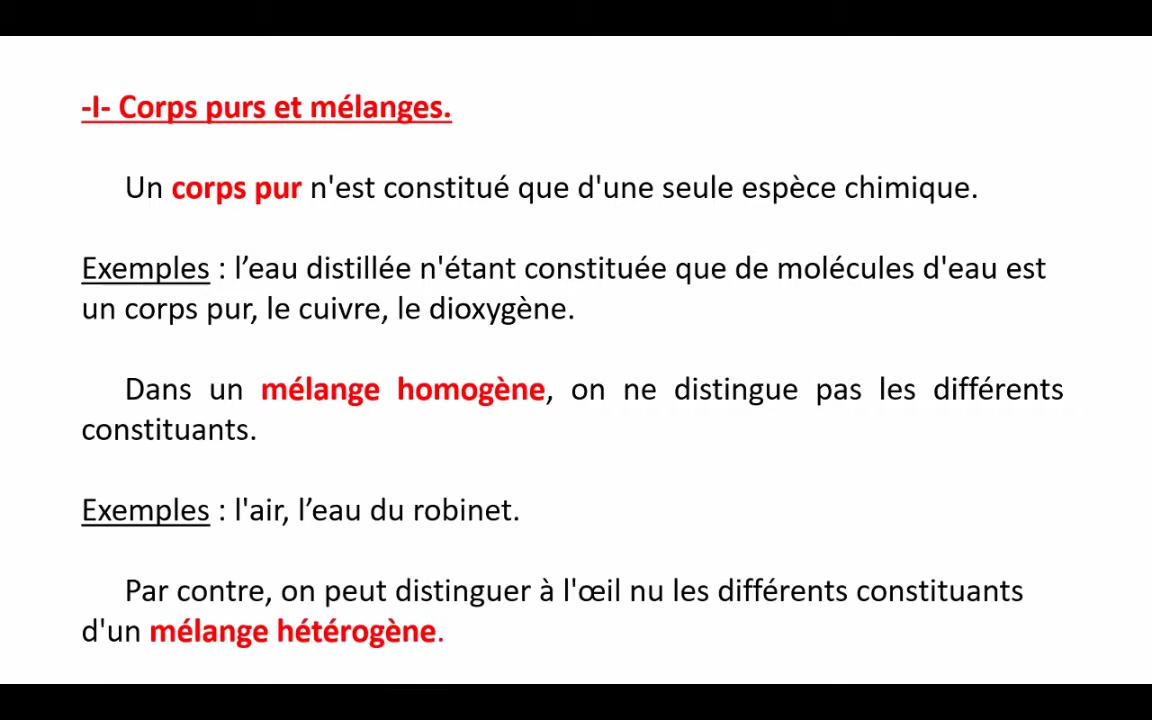 -I- Corps purs et mélanges.
Un corps pur n'est constitué que d'une seule espèce chimique.
Exemples : l’eau distillée n'étant constituée que de molécules d'eau est
un corps pur, le cuivre, le dioxygène.
Dans un mélange homogène, on ne distingue pas les différents
constituants.
Exemples : l'air, l’eau du robinet.
Par contre, on peut distinguer à l'œil nu les différents constituants
d'un mélange hétérogène.